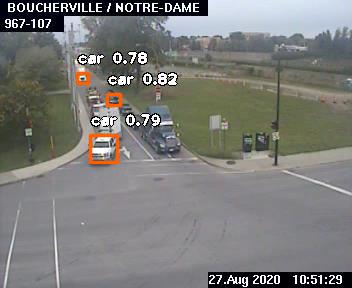 BOUCHERVILLE / NOTRE-DAME
967-107
car 0.78
car 0.82
car 0.79
27.Aug 2020 10:51:29